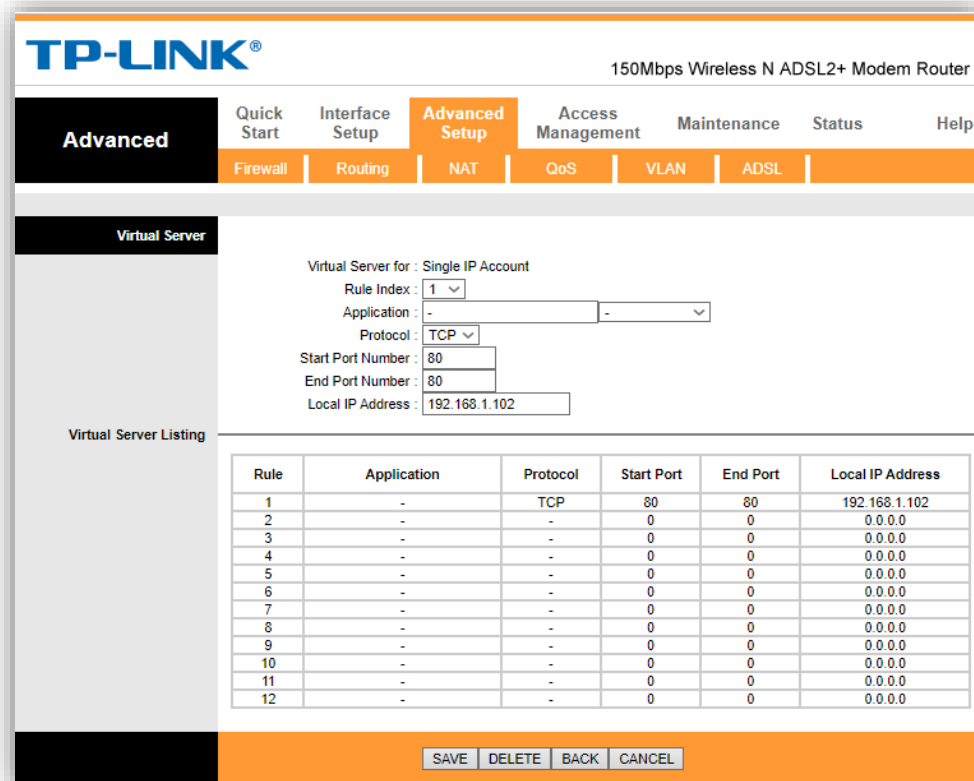 TP-LINK®
150Mbps Wireless N ADSL2+ Modem Router
Advanced
Quick Start Interface Setup Advanced Setup Access Management Maintenance Status Help
Firewall Routing NAT QoS VLAN ADSL
Virtual Server
Virtual Server for : Single IP Account
Rule Index : 1
Application : - -
Protocol : TCP
Start Port Number : 80
End Port Number : 80
Local IP Address : 192.168.1.102
Virtual Server Listing
Rule Application Protocol Start Port End Port Local IP Address
1 - TCP 80 80 192.168.1.102
2 - - 0 0 0.0.0.0
3 - - 0 0 0.0.0.0
4 - - 0 0 0.0.0.0
5 - - 0 0 0.0.0.0
6 - - 0 0 0.0.0.0
7 - - 0 0 0.0.0.0
8 - - 0 0 0.0.0.0
9 - - 0 0 0.0.0.0
10 - - 0 0 0.0.0.0
11 - - 0 0 0.0.0.0
12 - - 0 0 0.0.0.0
SAVE DELETE BACK CANCEL